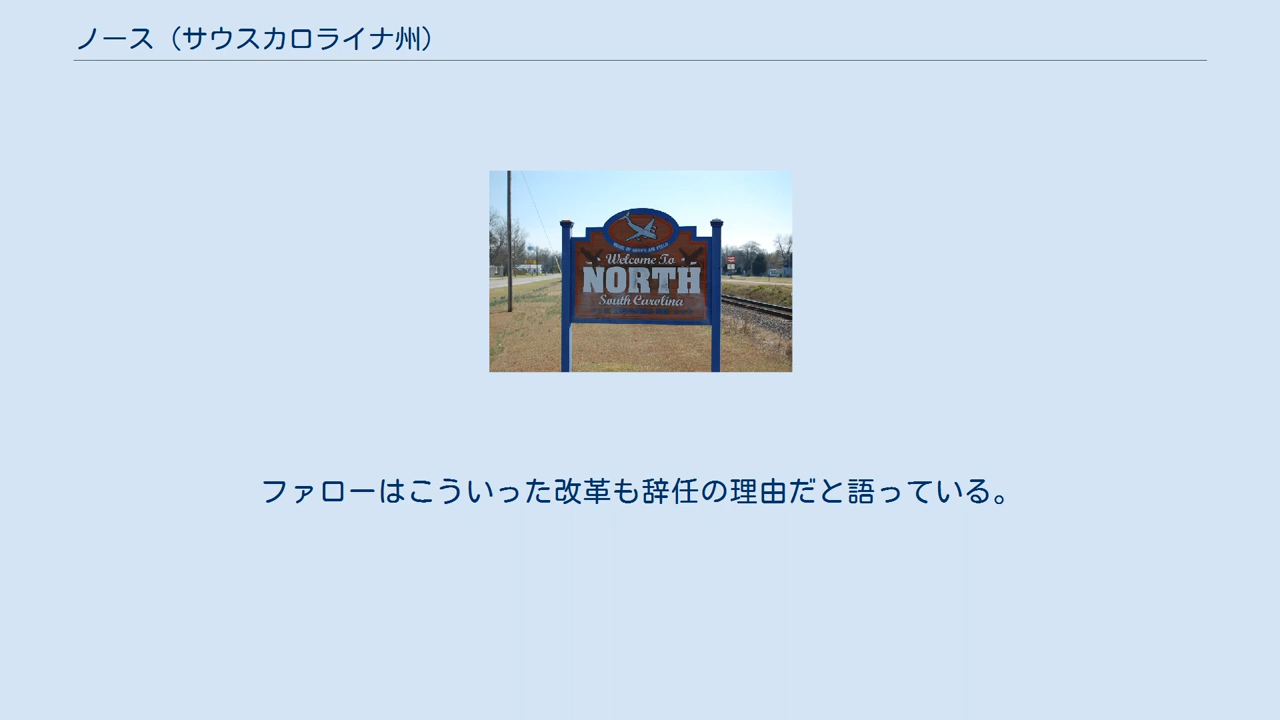 ノース（サウスカロライナ州）
Welcome To
NORTH
South Carolina
ファローはこういった改革も辞任の理由だと語っている。